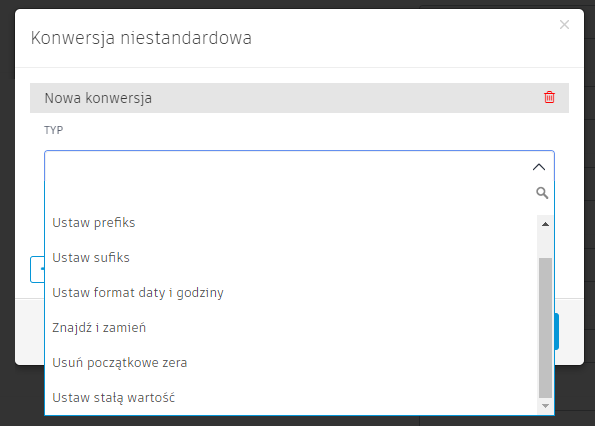 Konwersja niestandardowa
Nowa konwersja
TYP
Ustaw prefiks
Ustaw sufiks
Ustaw format daty i godziny
Znajdź i zamień
Usuń początkowe zera
Ustaw stałą wartość